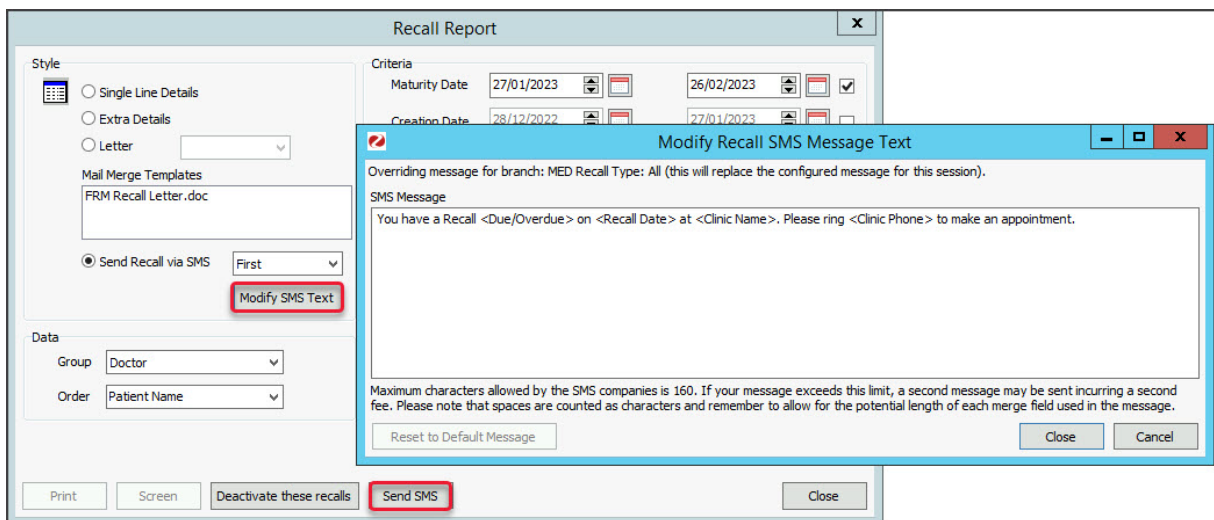 Recall Report
x
Style
Single Line Details
Extra Details
Letter
Mail Merge Templates
FRM Recall Letter.doc
Send Recall via SMS First
Modify SMS Text
Data
Group Doctor
Order Patient Name
Criteria
Maturity Date 27/01/2023 26/02/2023
Creation Date 28/12/2022 27/01/2023
Print Screen Deactivate these recalls Send SMS Close
Modify Recall SMS Message Text
x
Overriding message for branch: MED Recall Type: All (this will replace the configured message for this session).
SMS Message
You have a Recall <Due/Overdue> on <Recall Date> at <Clinic Name>. Please ring <Clinic Phone> to make an appointment.
Maximum characters allowed by the SMS companies is 160. If your message exceeds this limit, a second message may be sent incurring a second
fee. Please note that spaces are counted as characters and remember to allow for the potential length of each merge field used in the message.
Reset to Default Message Close Cancel